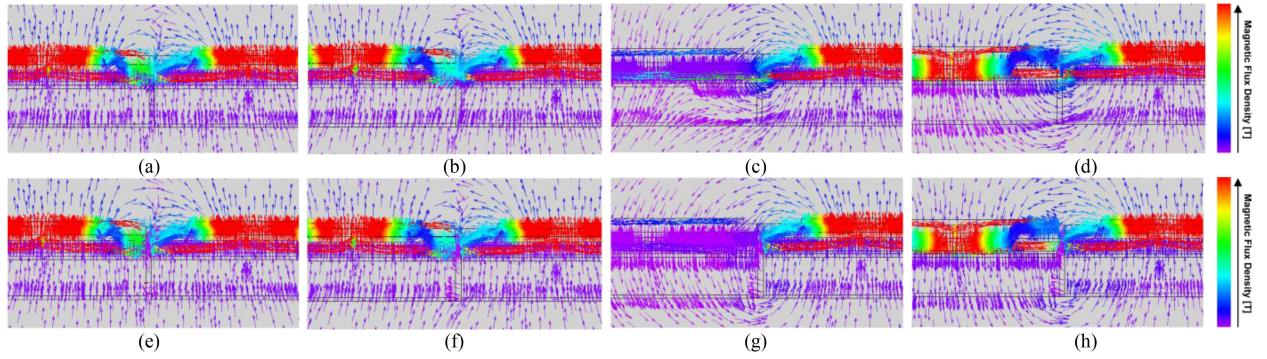 Magnetic Flux Density [T]
(a)
(b)
(c)
(d)
Magnetic Flux Density [T]
(e)
(f)
(g)
(h)